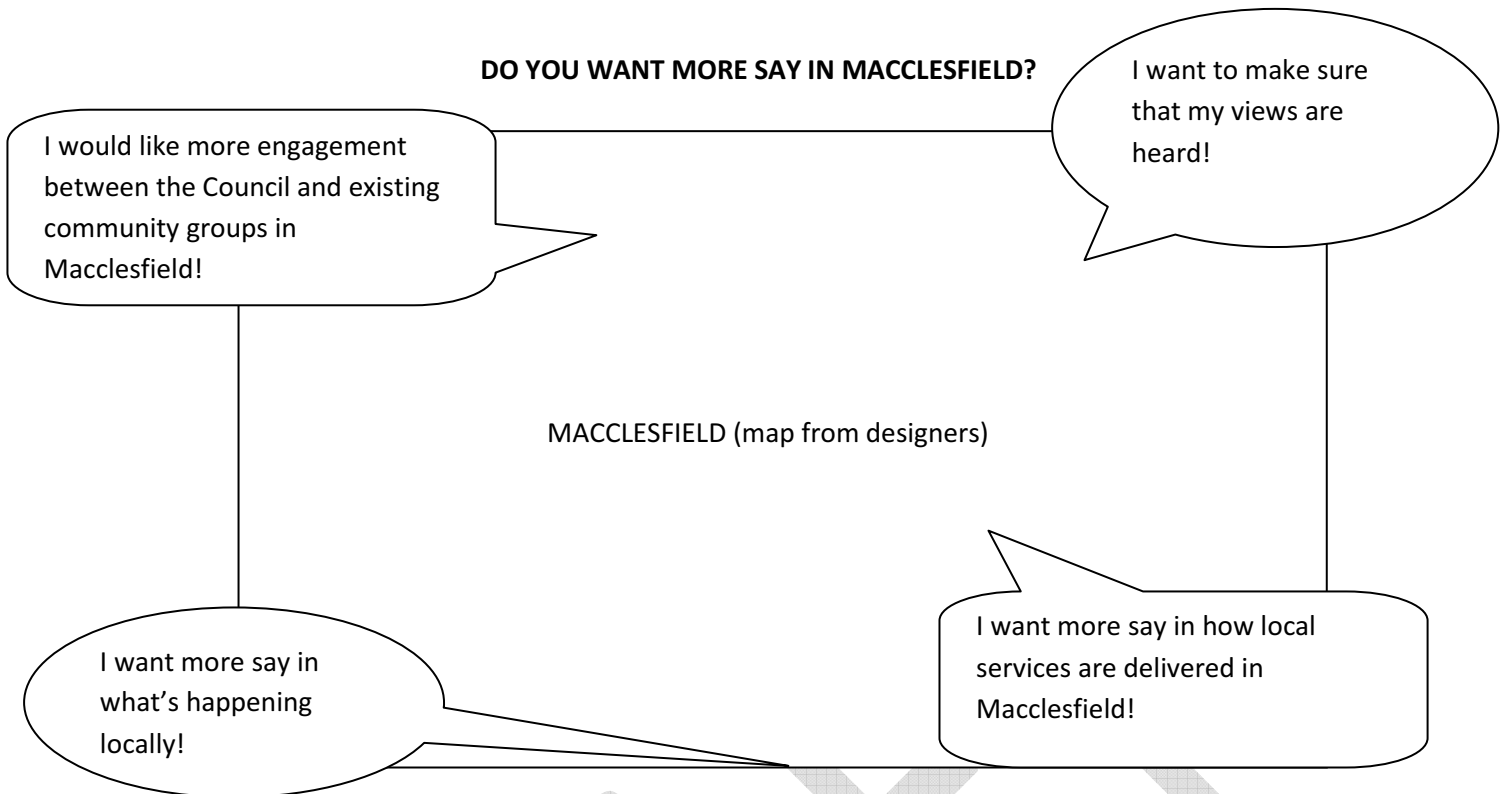 DO YOU WANT MORE SAY IN MACCLESFIELD?
I want to make sure
that my views are
heard!
I would like more engagement
between the Council and existing
community groups in
Macclesfield!
MACCLESFIELD (map from designers)
I want more say in
what’s happening
locally!
I want more say in how local
services are delivered in
Macclesfield!